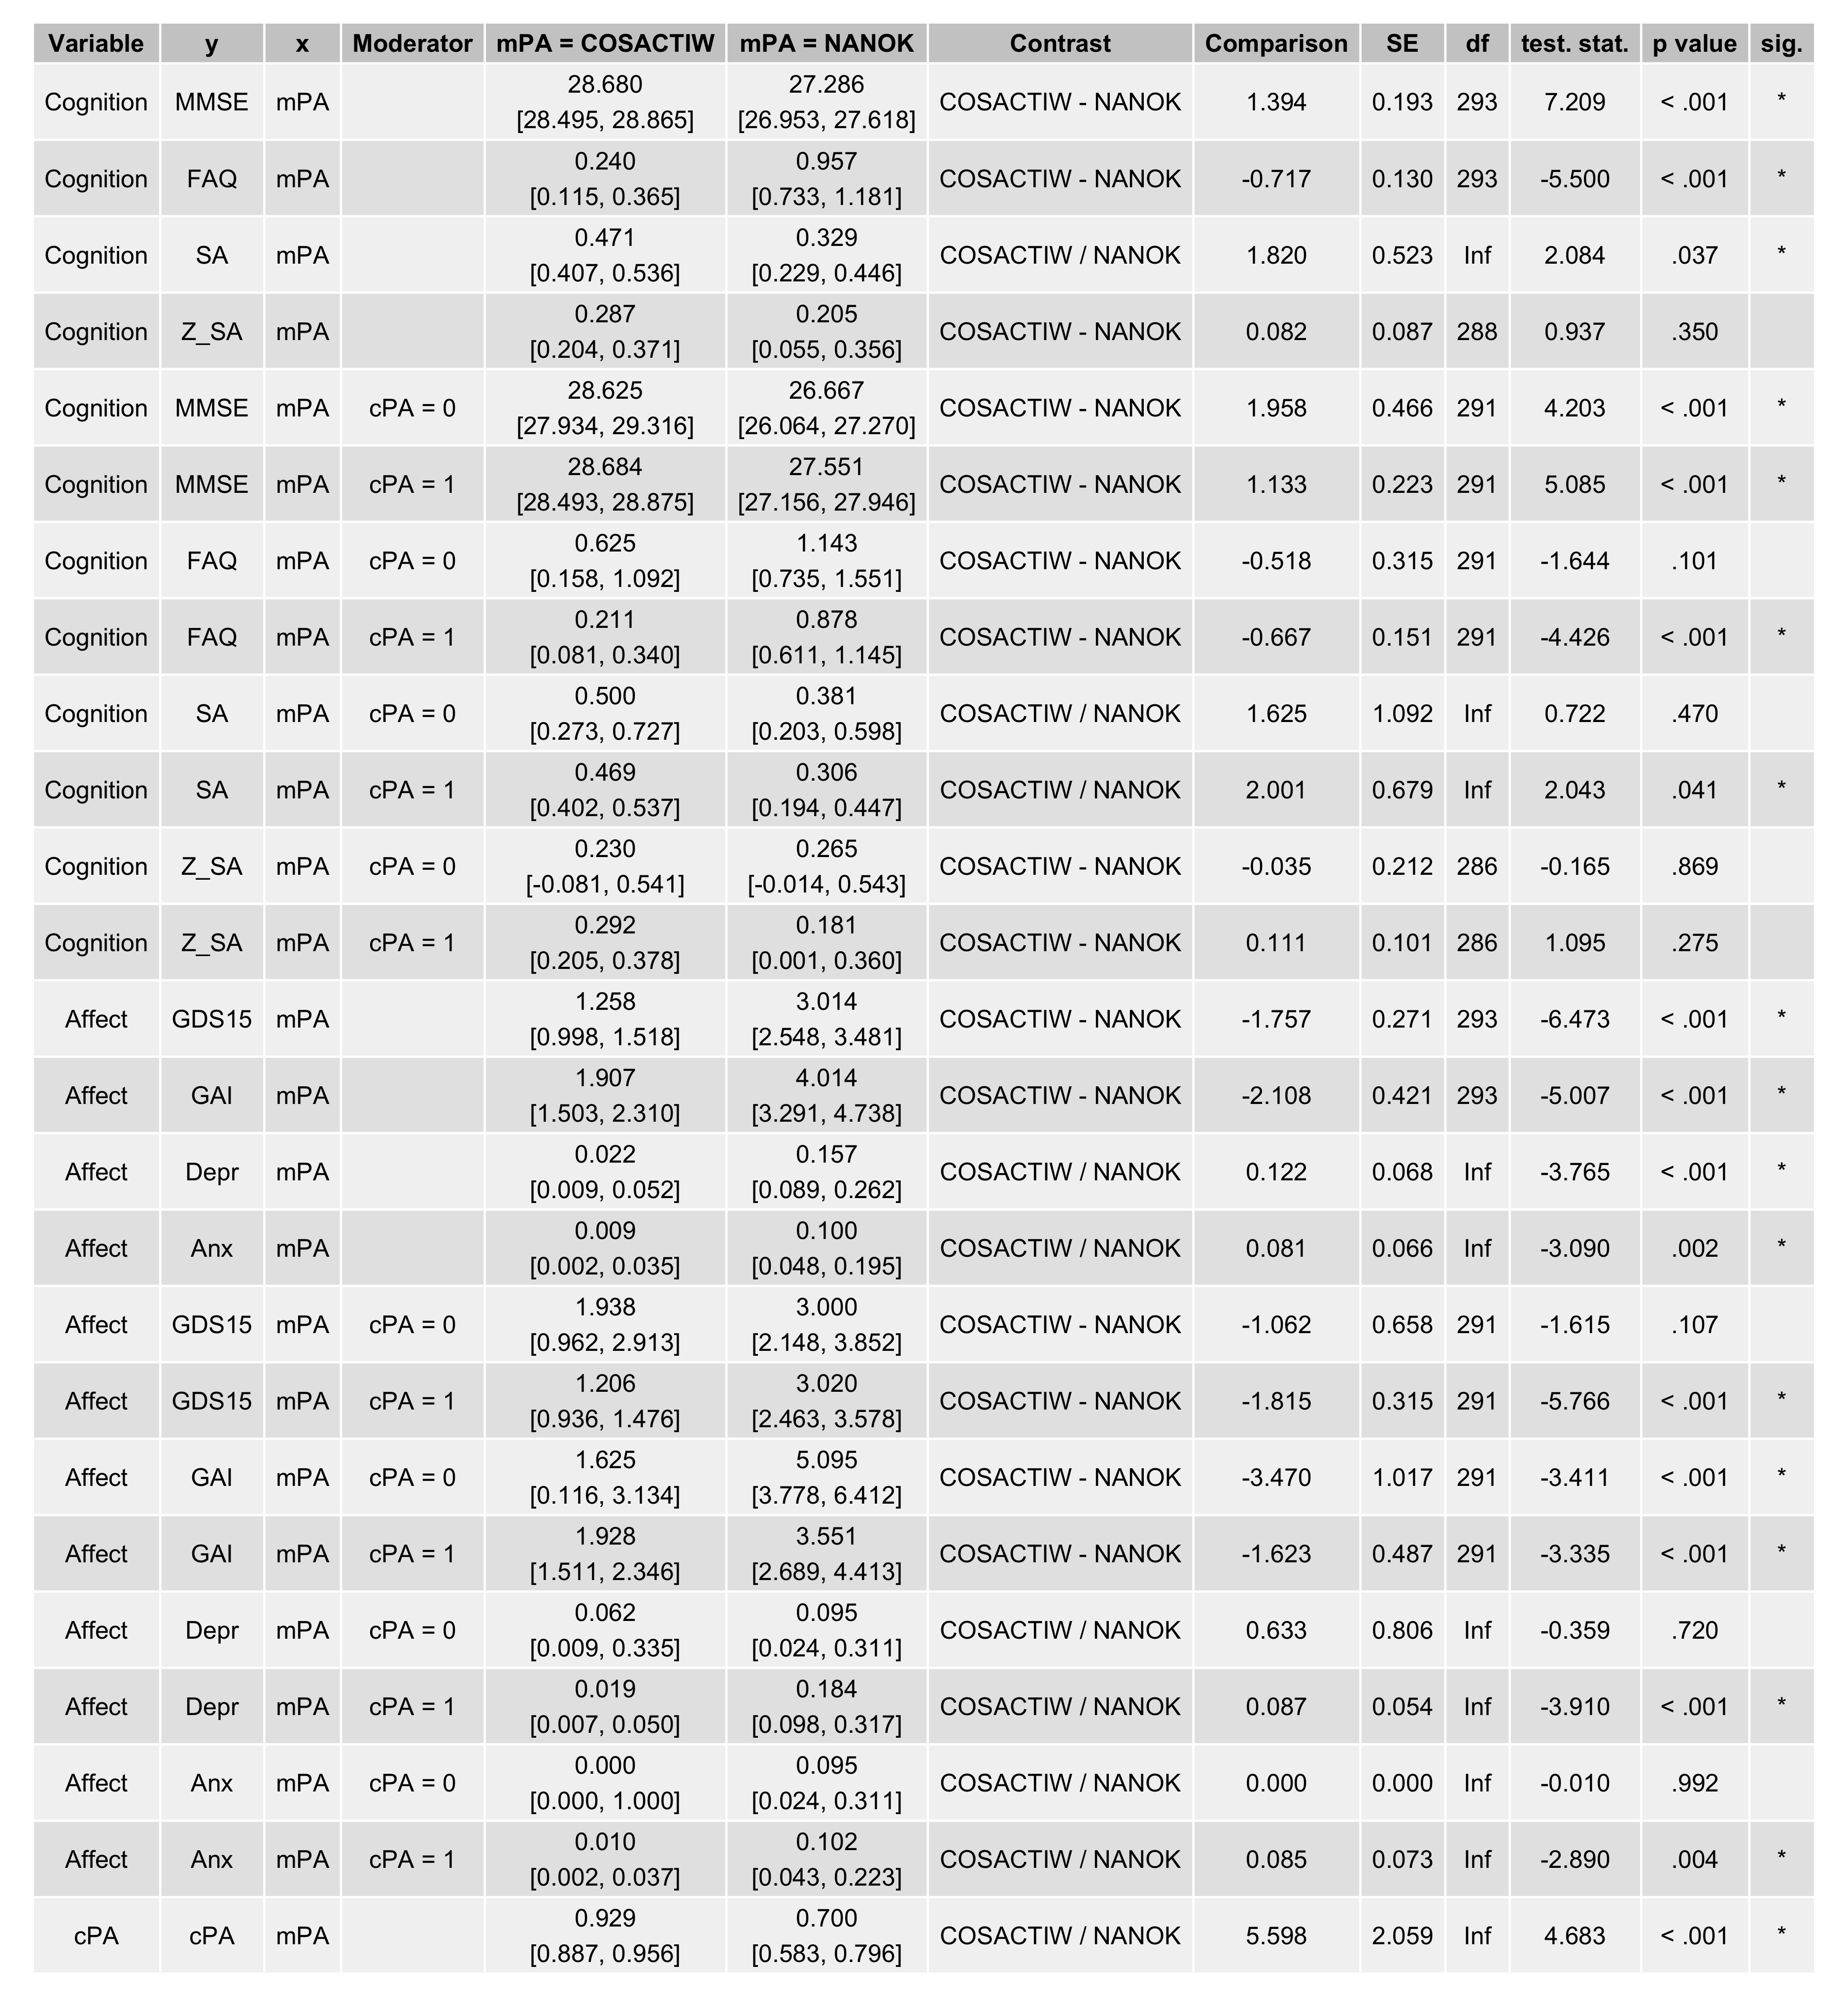 Variable y x Moderator mPA = COSACTIW mPA = NANOK Contrast Comparison SE df test. stat. p value sig.
Cognition MMSE mPA 28.680 [28.495, 28.865] 27.286 [26.953, 27.618] COSACTIW - NANOK 1.394 0.193 293 7.209 < .001 *
Cognition FAQ mPA 0.240 [0.115, 0.365] 0.957 [0.733, 1.181] COSACTIW - NANOK -0.717 0.130 293 -5.500 < .001 *
Cognition SA mPA 0.471 [0.407, 0.536] 0.329 [0.229, 0.446] COSACTIW / NANOK 1.820 0.523 Inf 2.084 .037 *
Cognition Z_SA mPA 0.287 [0.204, 0.371] 0.205 [0.055, 0.356] COSACTIW - NANOK 0.082 0.087 288 0.937 .350
Cognition MMSE mPA cPA = 0 28.625 [27.934, 29.316] 26.667 [26.064, 27.270] COSACTIW - NANOK 1.958 0.466 291 4.203 < .001 *
Cognition MMSE mPA cPA = 1 28.684 [28.493, 28.875] 27.551 [27.156, 27.946] COSACTIW - NANOK 1.133 0.223 291 5.085 < .001 *
Cognition FAQ mPA cPA = 0 0.625 [0.158, 1.092] 1.143 [0.735, 1.551] COSACTIW - NANOK -0.518 0.315 291 -1.644 .101
Cognition FAQ mPA cPA = 1 0.211 [0.081, 0.340] 0.878 [0.611, 1.145] COSACTIW - NANOK -0.667 0.151 291 -4.426 < .001 *
Cognition SA mPA cPA = 0 0.500 [0.273, 0.727] 0.381 [0.203, 0.598] COSACTIW / NANOK 1.625 1.092 Inf 0.722 .470
Cognition SA mPA cPA = 1 0.469 [0.402, 0.537] 0.306 [0.194, 0.447] COSACTIW / NANOK 2.001 0.679 Inf 2.043 .041 *
Cognition Z_SA mPA cPA = 0 0.230 [-0.081, 0.541] 0.265 [-0.014, 0.543] COSACTIW - NANOK -0.035 0.212 286 -0.165 .869
Cognition Z_SA mPA cPA = 1 0.292 [0.205, 0.378] 0.181 [0.001, 0.360] COSACTIW - NANOK 0.111 0.101 286 1.095 .275
Affect GDS15 mPA 1.258 [0.998, 1.518] 3.014 [2.548, 3.481] COSACTIW - NANOK -1.757 0.271 293 -6.473 < .001 *
Affect GAI mPA 1.907 [1.503, 2.310] 4.014 [3.291, 4.738] COSACTIW - NANOK -2.108 0.421 293 -5.007 < .001 *
Affect Depr mPA 0.022 [0.009, 0.052] 0.157 [0.089, 0.262] COSACTIW / NANOK 0.122 0.068 Inf -3.765 < .001 *
Affect Anx mPA 0.009 [0.002, 0.035] 0.100 [0.048, 0.195] COSACTIW / NANOK 0.081 0.066 Inf -3.090 .002 *
Affect GDS15 mPA cPA = 0 1.938 [0.962, 2.913] 3.000 [2.148, 3.852] COSACTIW - NANOK -1.062 0.658 291 -1.615 .107
Affect GDS15 mPA cPA = 1 1.206 [0.936, 1.476] 3.020 [2.463, 3.578] COSACTIW - NANOK -1.815 0.315 291 -5.766 < .001 *
Affect GAI mPA cPA = 0 1.625 [0.116, 3.134] 5.095 [3.778, 6.412] COSACTIW - NANOK -3.470 1.017 291 -3.411 < .001 *
Affect GAI mPA cPA = 1 1.928 [1.511, 2.346] 3.551 [2.689, 4.413] COSACTIW - NANOK -1.623 0.487 291 -3.335 < .001 *
Affect Depr mPA cPA = 0 0.062 [0.009, 0.335] 0.095 [0.024, 0.311] COSACTIW / NANOK 0.633 0.806 Inf -0.359 .720
Affect Depr mPA cPA = 1 0.019 [0.007, 0.050] 0.184 [0.098, 0.317] COSACTIW / NANOK 0.087 0.054 Inf -3.910 < .001 *
Affect Anx mPA cPA = 0 0.000 [0.000, 1.000] 0.095 [0.024, 0.311] COSACTIW / NANOK 0.000 0.000 Inf -0.010 .992
Affect Anx mPA cPA = 1 0.010 [0.002, 0.037] 0.102 [0.043, 0.223] COSACTIW / NANOK 0.085 0.073 Inf -2.890 .004 *
cPA cPA mPA 0.929 [0.887, 0.956] 0.700 [0.583, 0.796] COSACTIW / NANOK 5.598 2.059 Inf 4.683 < .001 *